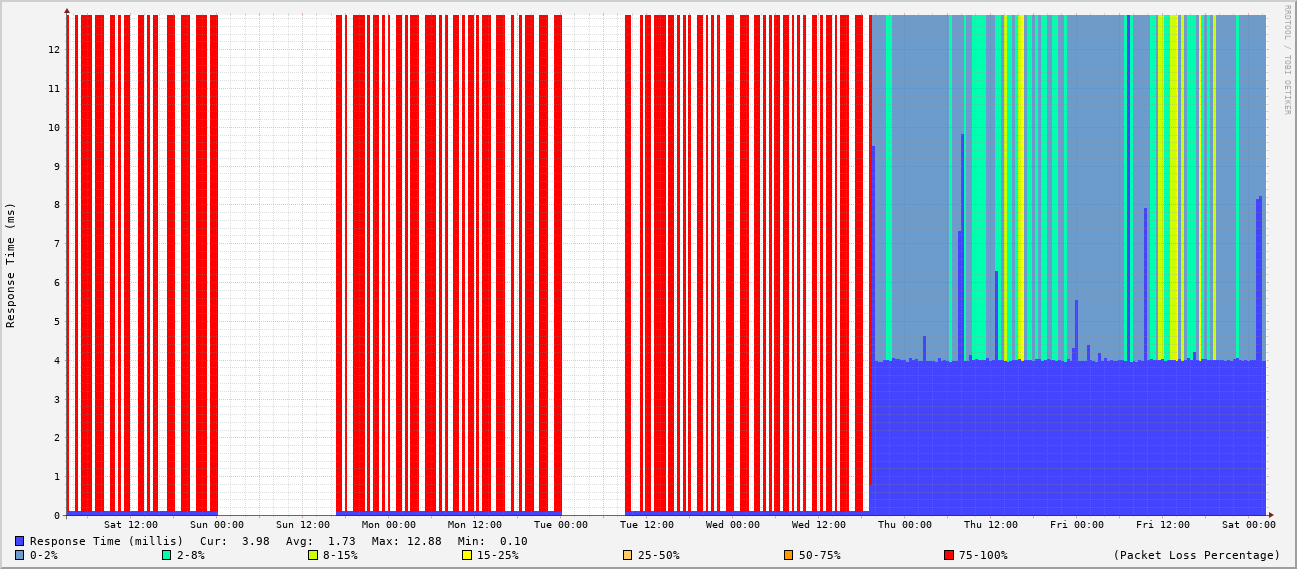 RRDTOOL / TOBI OETIKER
Response Time (ms)
12
11
10
9
8
7
6
5
4
3
2
1
0
Sat 12:00 Sun 00:00 Sun 12:00 Mon 00:00 Mon 12:00 Tue 00:00 Tue 12:00 Wed 00:00 Wed 12:00 Thu 00:00 Thu 12:00 Fri 00:00 Fri 12:00 Sat 00:00
Response Time (millis) Cur: 3.98 Avg: 1.73 Max: 12.88 Min: 0.10
0-2% 2-8% 8-15% 15-25% 25-50% 50-75% 75-100% (Packet Loss Percentage)